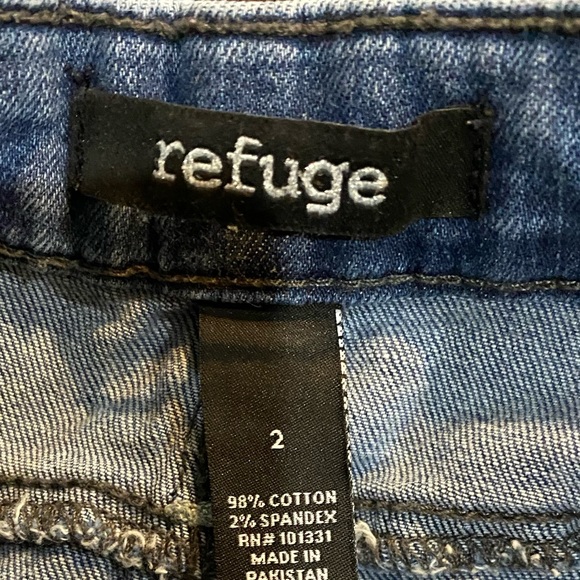 refuge
2
98% COTTON
2% SPANDEX
RN# 101331
MADE IN
PAKISTAN